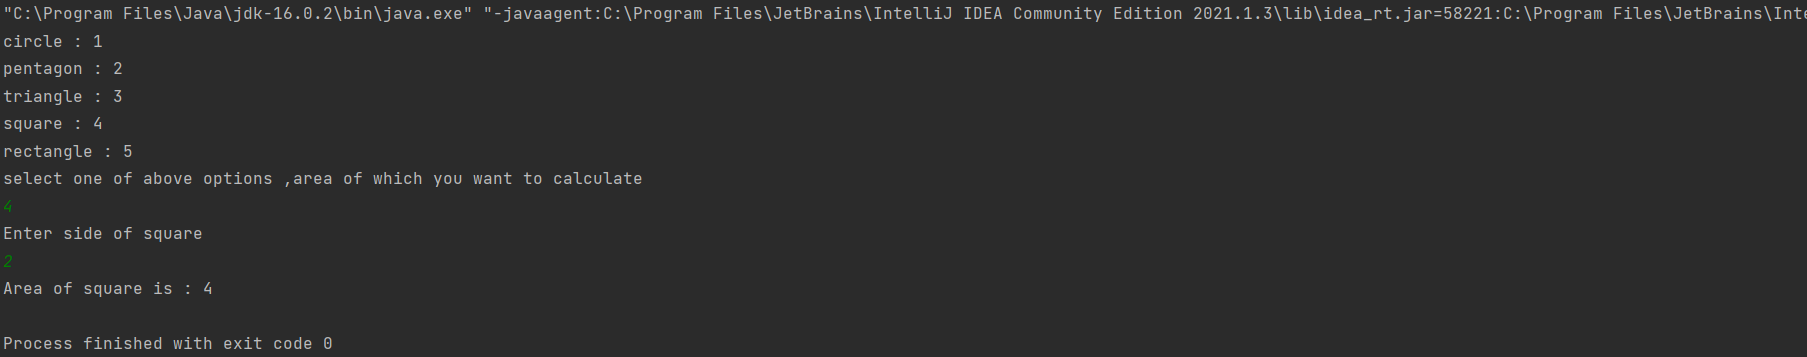 "C:\Program Files\Java\jdk-16.0.2\bin\java.exe" "-javaagent:C:\Program Files\JetBrains\IntelliJ IDEA Community Edition 2021.1.3\lib\idea_rt.jar=58221:C:\Program Files\JetBrains\Inte
circle : 1
pentagon : 2
triangle : 3
square : 4
rectangle : 5
select one of above options ,area of which you want to calculate
4
Enter side of square
2
Area of square is : 4
Process finished with exit code 0